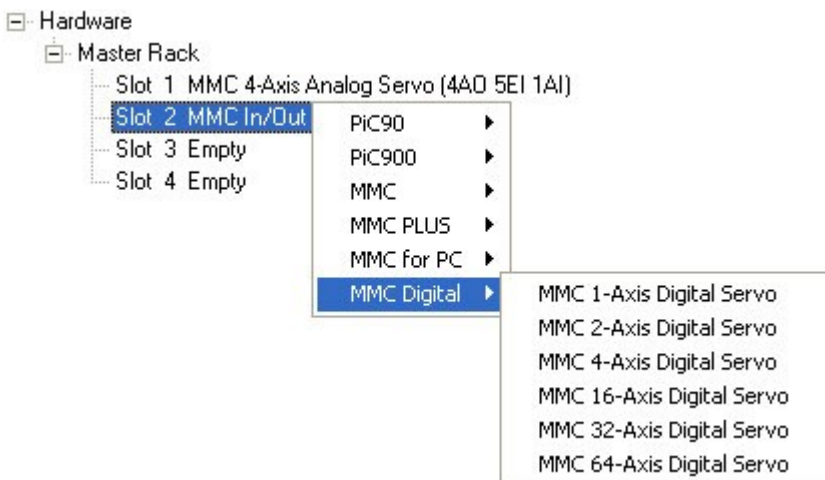 Hardware
Master Rack
Slot 1 MMC 4-Axis Analog Servo (4AO 5EI 1AI)
Slot 2 MMC In/Out
Slot 3 Empty
Slot 4 Empty
PiC90
PiC900
MMC
MMC PLUS
MMC for PC
MMC Digital
MMC 1-Axis Digital Servo
MMC 2-Axis Digital Servo
MMC 4-Axis Digital Servo
MMC 16-Axis Digital Servo
MMC 32-Axis Digital Servo
MMC 64-Axis Digital Servo